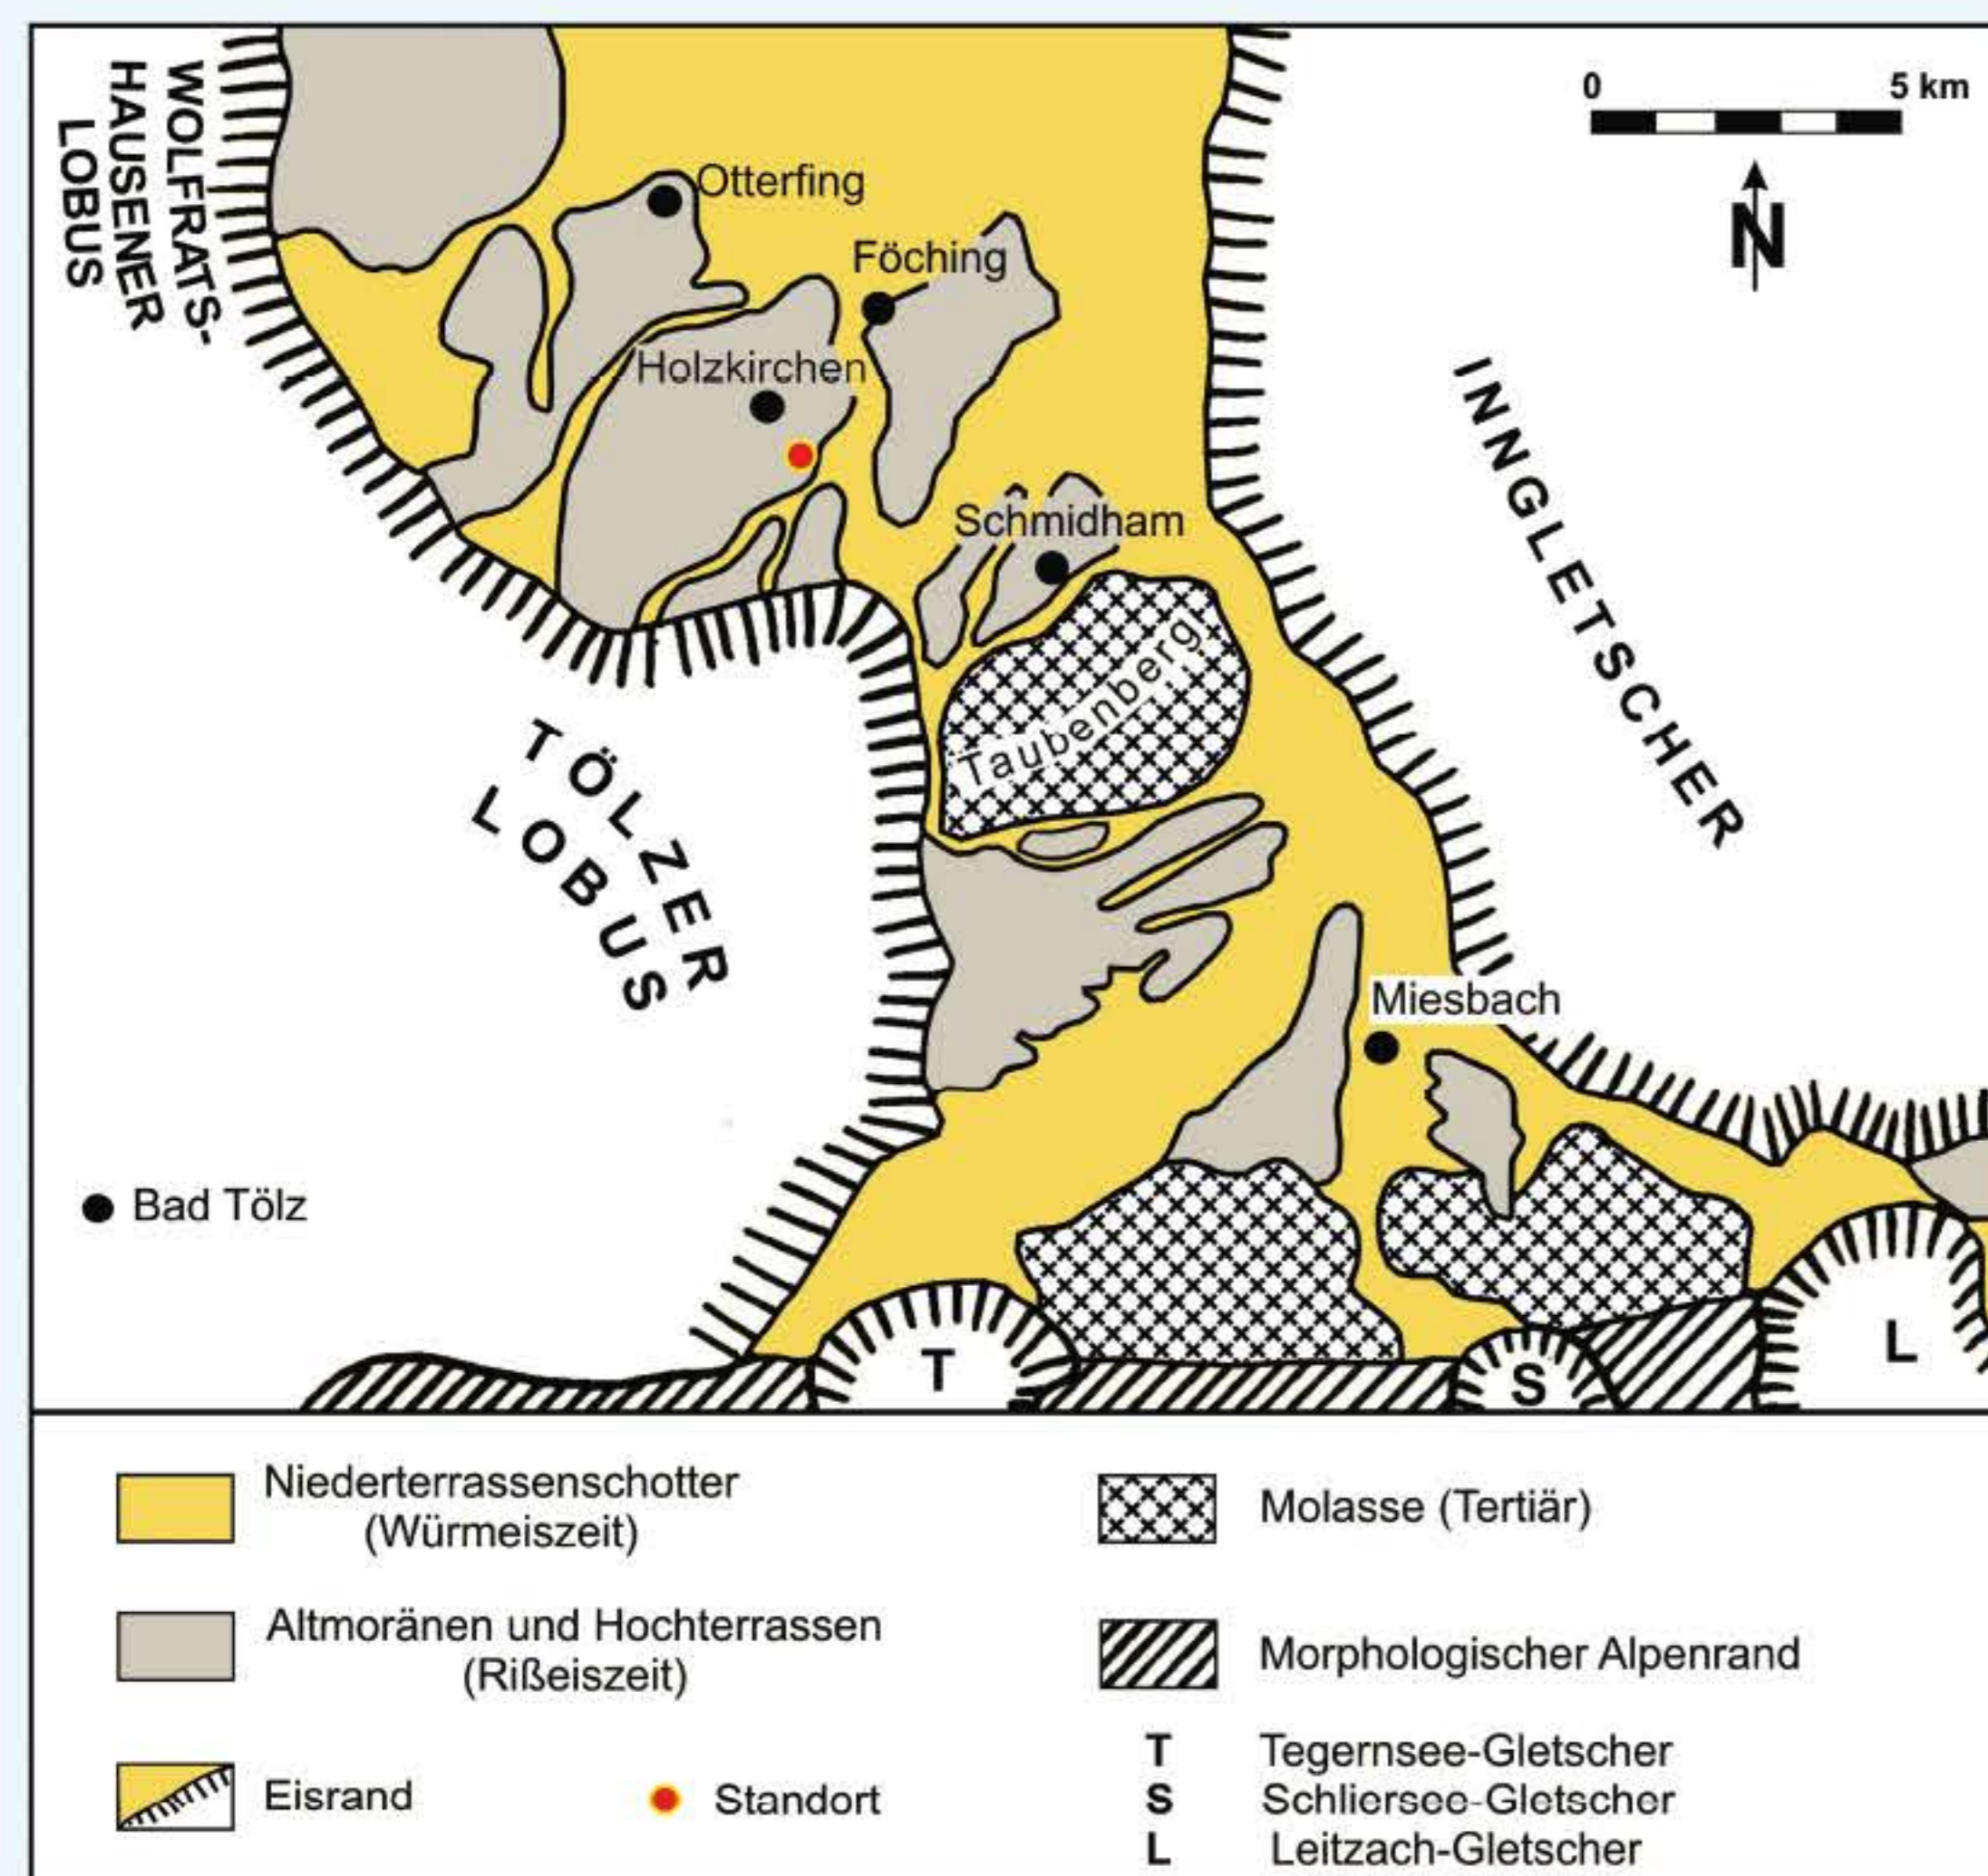 WOLFRATS-
HAUSENER
LOBUS
0 5 km
N
Otterfing
Föching
Holzkirchen
Schmidham
INNGLETSCHER
Taubenberg
TÖLZER
LOBUS
Miesbach
Bad Tölz
T
S
L
Niederterrassenschotter
(Würmeiszeit)
Altmoränen und Hochterrassen
(Rißeiszeit)
Eisrand
Standort
Molasse (Tertiär)
Morphologischer Alpenrand
T Tegernsee-Gletscher
S Schliersee-Gletscher
L Leitzach-Gletscher